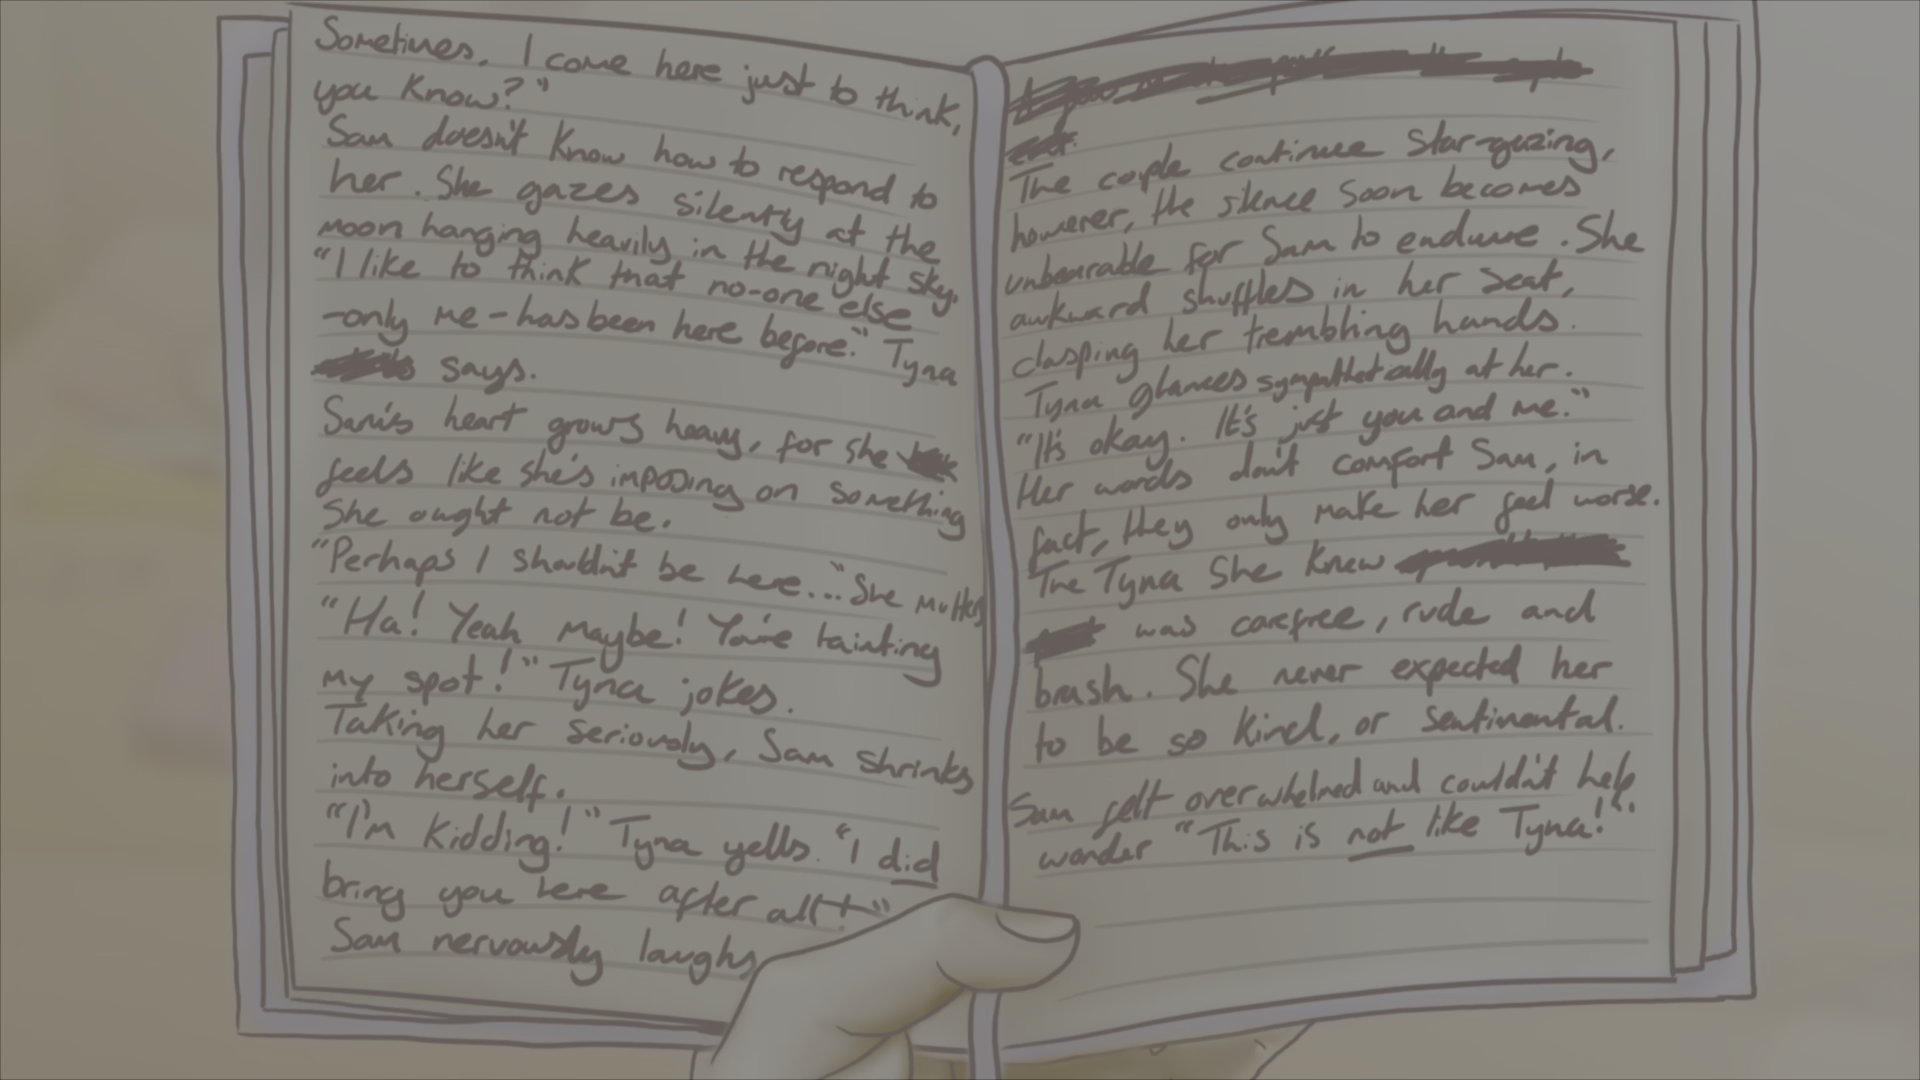 Sometimes, I come here just to think,
you know?"
Sam doesn't know how to respond to
her. She gazes silently at the
moon hanging heavily in the night sky.
"I like to think that no-one else
-only me - has been here before." Tyna
says.
Sam's heart grows heavy, for she
feels like she's imposing on something
She ought not be.
"Perhaps I shouldn't be here..." She mutters
"Ha! Yeah maybe! You're tainting
my spot!" Tyna jokes.
Taking her seriously, Sam shrinks
into herself.
"I'm kidding!" Tyna yells. "I did
bring you here after all!"
Sam nervously laughs
The couple continue star-gazing,
however, the silence soon becomes
unbearable for Sam to endure. She
awkward shuffles in her seat,
clasping her trembling hands.
Tyna glances sympathetically at her.
"It's okay. It's just you and me."
Her words don't comfort Sam, in
fact, they only make her feel worse.
The Tyna She knew
was carefree, rude and
brash. She never expected her
to be so kind, or sentimental.
Sam felt overwhelmed and couldn't help
wonder "This is not like Tyna!"